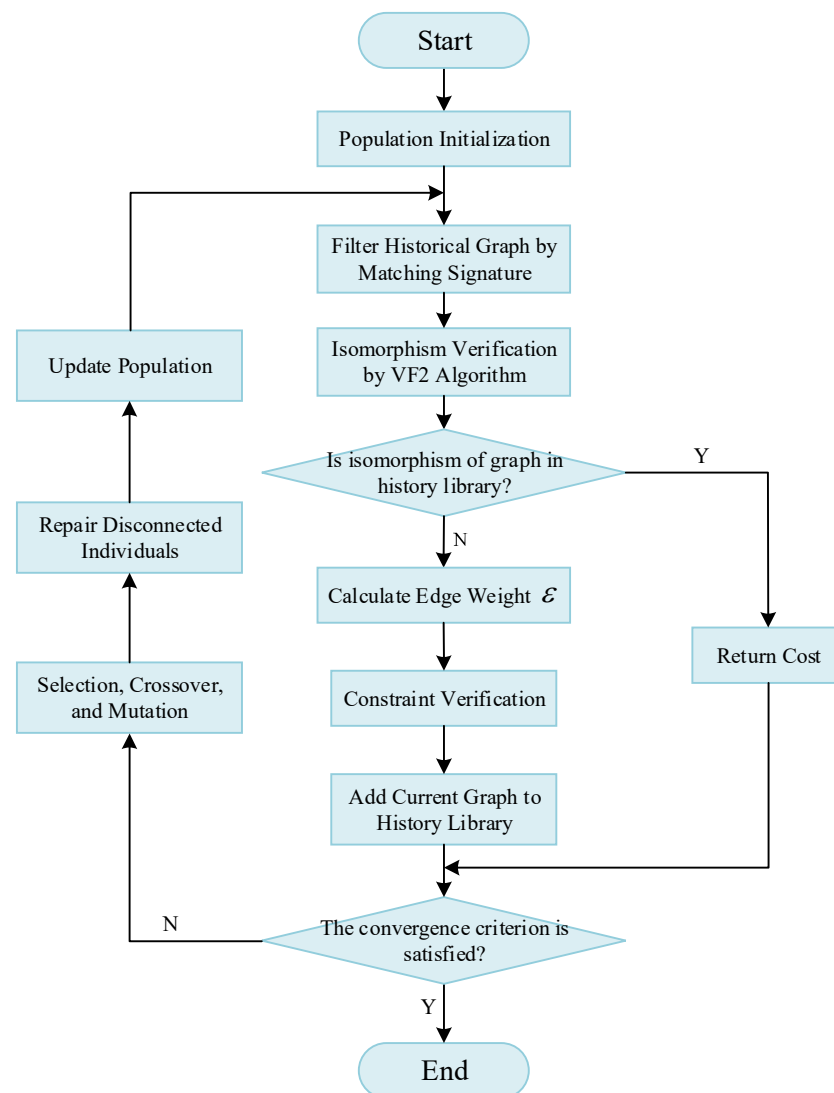 Start
Population Initialization
Filter Historical Graph by
Matching Signature
Isomorphism Verification
by VF2 Algorithm
Update Population
Is isomorphism of graph in
history library?
Y
N
Repair Disconnected
Individuals
Calculate Edge Weight ε
Return Cost
Selection, Crossover,
and Mutation
Constraint Verification
Add Current Graph to
History Library
N
The convergence criterion is
satisfied?
Y
End